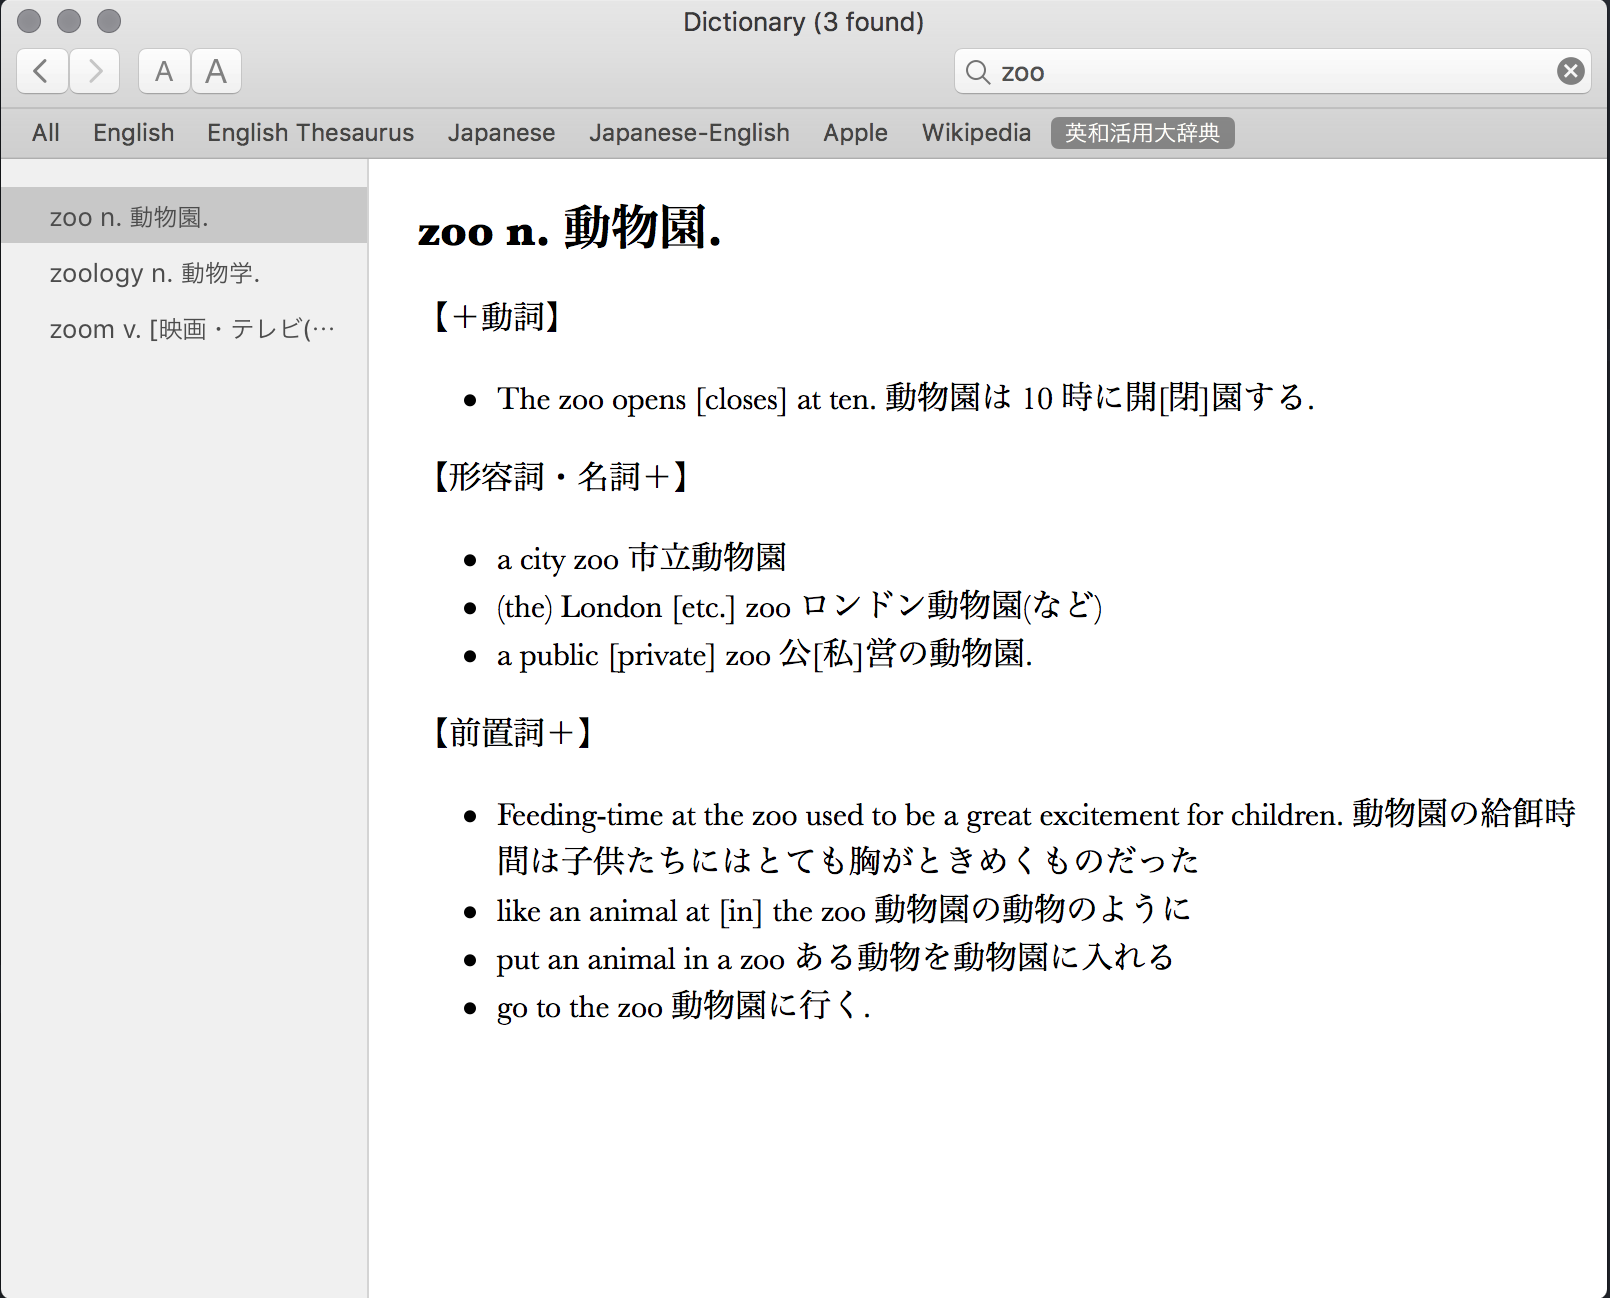 Dictionary (3 found)
A A
zoo
All English English Thesaurus Japanese Japanese-English Apple Wikipedia 英和活用大辞典
zoo n. 動物園.
zoology n. 動物学.
zoom v. [映画・テレビ(…
zoo n. 動物園.
【＋動詞】
• The zoo opens [closes] at ten. 動物園は 10 時に開[閉]園する.
【形容詞・名詞＋】
• a city zoo 市立動物園
• (the) London [etc.] zoo ロンドン動物園(など)
• a public [private] zoo 公[私]営の動物園.
【前置詞＋】
• Feeding-time at the zoo used to be a great excitement for children. 動物園の給餌時
間は子供たちにはとても胸がときめくものだった
• like an animal at [in] the zoo 動物園の動物のように
• put an animal in a zoo ある動物を動物園に入れる
• go to the zoo 動物園に行く.